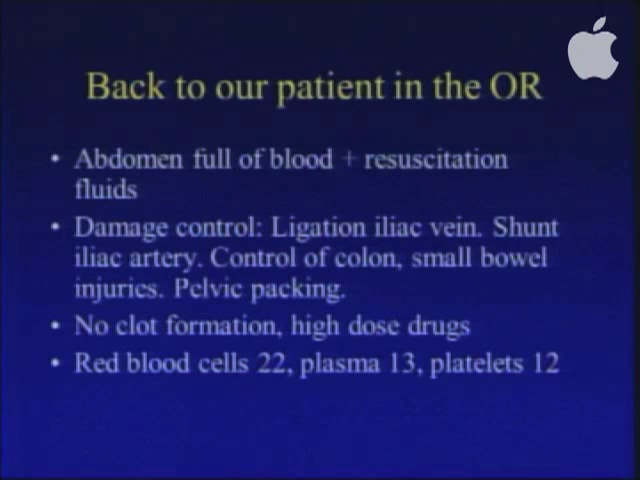 Back to our patient in the OR
• Abdomen full of blood + resuscitation
fluids
• Damage control: Ligation iliac vein. Shunt
iliac artery. Control of colon, small bowel
injuries. Pelvic packing.
• No clot formation, high dose drugs
• Red blood cells 22, plasma 13, platelets 12